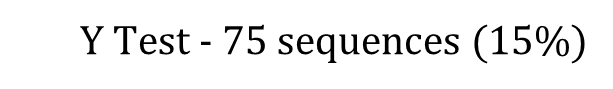 Y Test - 75 sequences (15%)